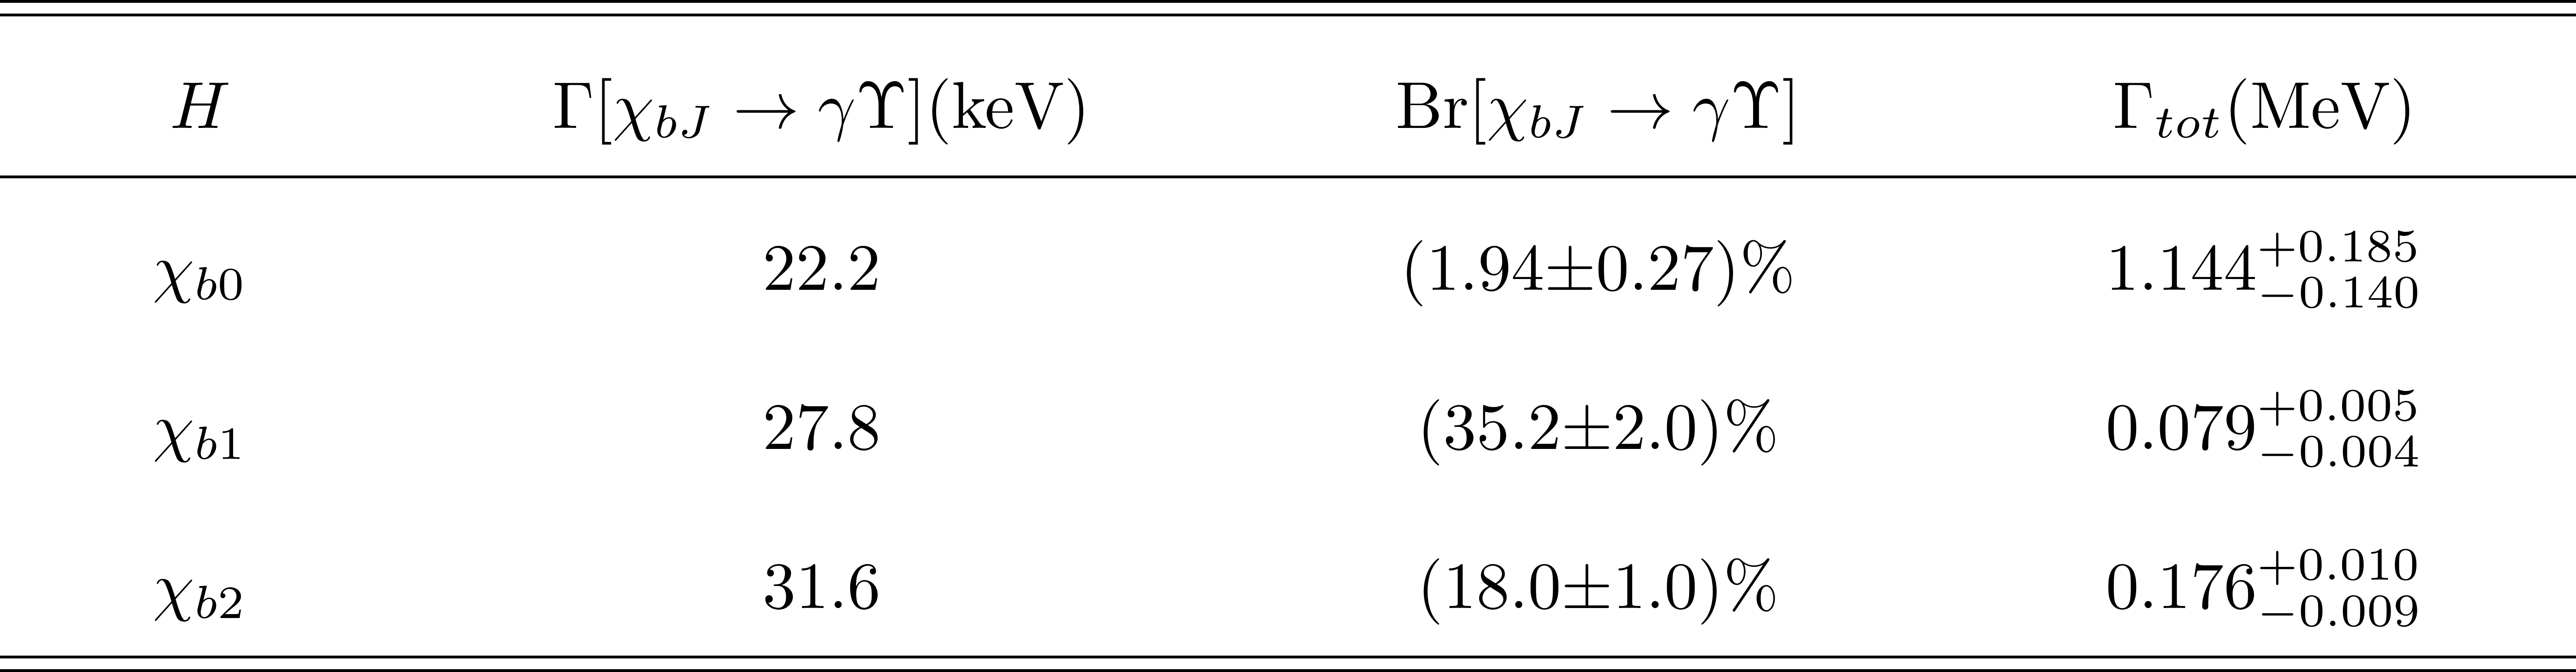 H Γ[χ_{bJ} → γϒ](keV) Br[χ_{bJ} → γϒ] Γ_{tot}(MeV)
χ_{b0} 22.2 (1.94±0.27)% 1.144^{+0.185}_{−0.140}
χ_{b1} 27.8 (35.2±2.0)% 0.079^{+0.005}_{−0.004}
χ_{b2} 31.6 (18.0±1.0)% 0.176^{+0.010}_{−0.009}